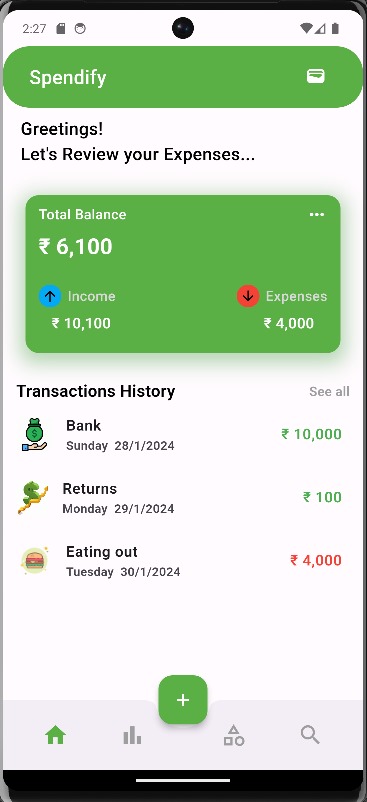 2:27
Spendify
Greetings!
Let's Review your Expenses...
Total Balance
₹ 6,100
Income Expenses
₹ 10,100 ₹ 4,000
Transactions History See all
Bank
Sunday 28/1/2024
₹ 10,000
Returns
Monday 29/1/2024
₹ 100
Eating out
Tuesday 30/1/2024
₹ 4,000